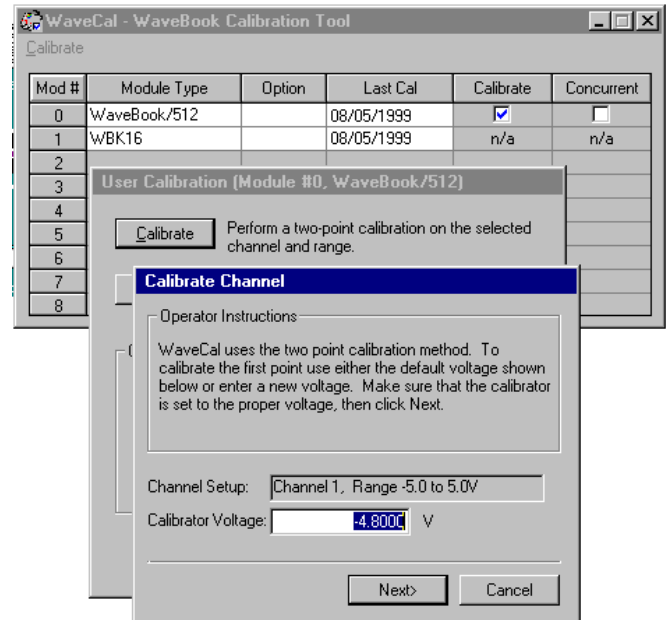 WaveCal - WaveBook Calibration Tool
Calibrate
Mod # Module Type Option Last Cal Calibrate Concurrent
0 WaveBook/512 08/05/1999
1 WBK16 08/05/1999 n/a n/a
2
3
4
5
6
7
8
User Calibration (Module #0, WaveBook/512)
Calibrate
Perform a two-point calibration on the selected
channel and range.
Calibrate Channel
Operator Instructions
WaveCal uses the two point calibration method. To
calibrate the first point use either the default voltage shown
below or enter a new voltage. Make sure that the calibrator
is set to the proper voltage, then click Next.
Channel Setup: Channel 1, Range -5.0 to 5.0V
Calibrator Voltage: -4.8000 V
Next>
Cancel